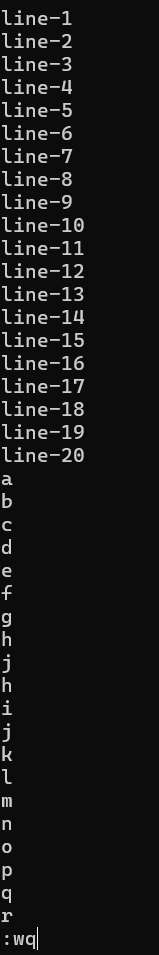 line-1
line-2
line-3
line-4
line-5
line-6
line-7
line-8
line-9
line-10
line-11
line-12
line-13
line-14
line-15
line-16
line-17
line-18
line-19
line-20
a
b
c
d
e
f
g
h
j
h
i
j
k
l
m
n
o
p
q
r
:wq